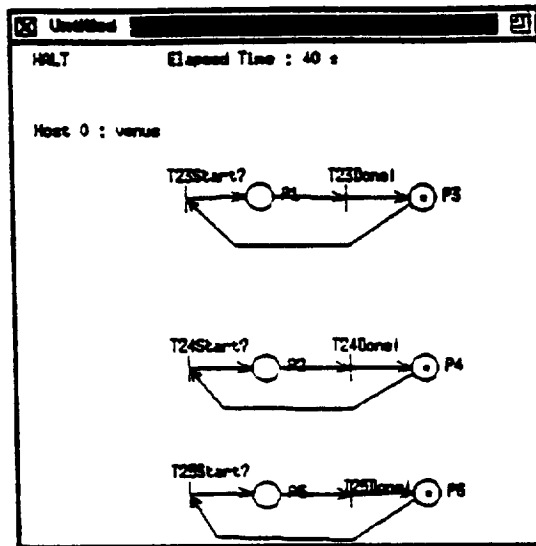 Untitled
HALT Elapsed Time : 40 s
Host 0 : venus
T23Start? T23Done!
P1 P3
T24Start? T24Done!
P2 P4
T25Start? T25Done!
P5 P6